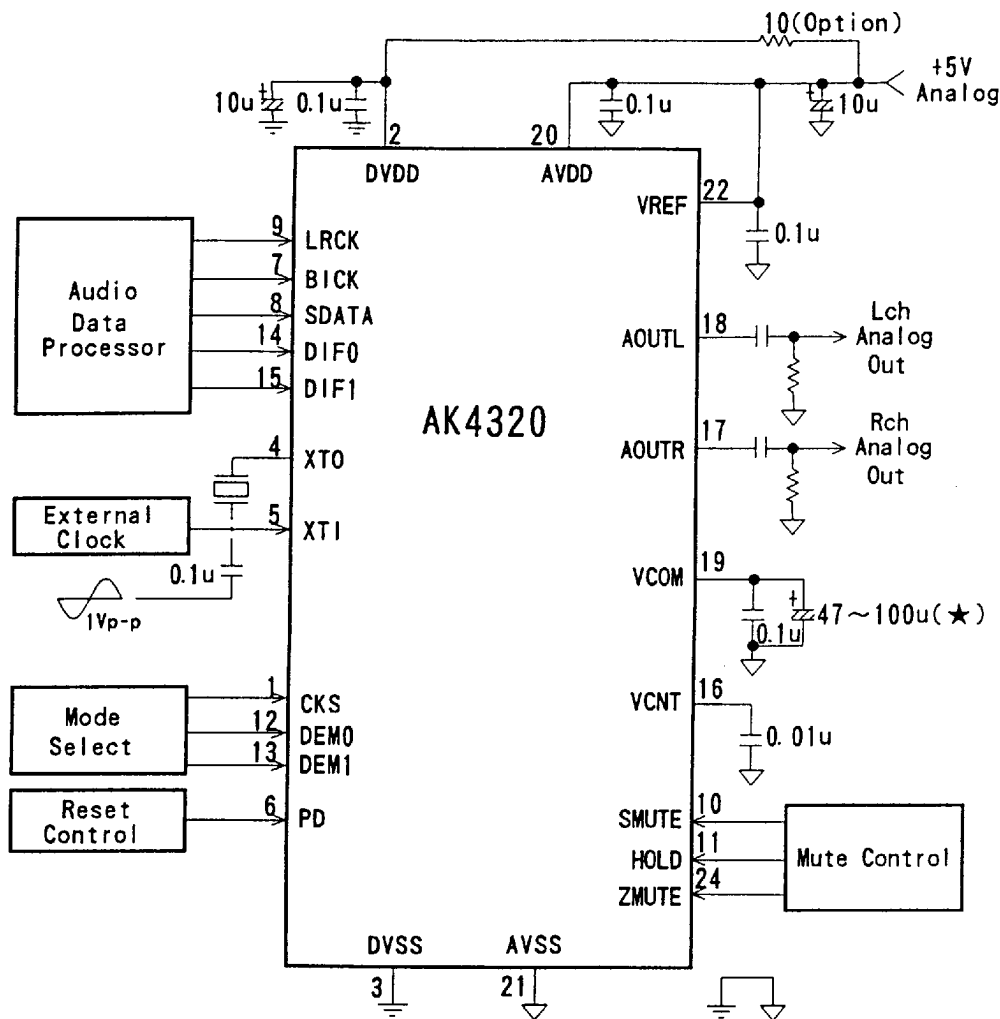 10(Option)
+5V
Analog
10u
0.1u
0.1u
10u
2
20
DVDD
AVDD
22
VREF
0.1u
Audio
Data
Processor
9
LRCK
7
BICK
8
SDATA
14
DIF0
15
DIF1
AK4320
18
AOUTL
Lch
Analog
Out
17
AOUTR
Rch
Analog
Out
4
XTO
External
Clock
5
XTI
0.1u
1Vp-p
19
VCOM
0.1u
47~100u(★)
16
VCNT
0.01u
Mode
Select
1
CKS
12
DEM0
13
DEM1
Reset
Control
6
PD
10
SMUTE
11
HOLD
24
ZMUTE
Mute Control
DVSS
AVSS
3
21